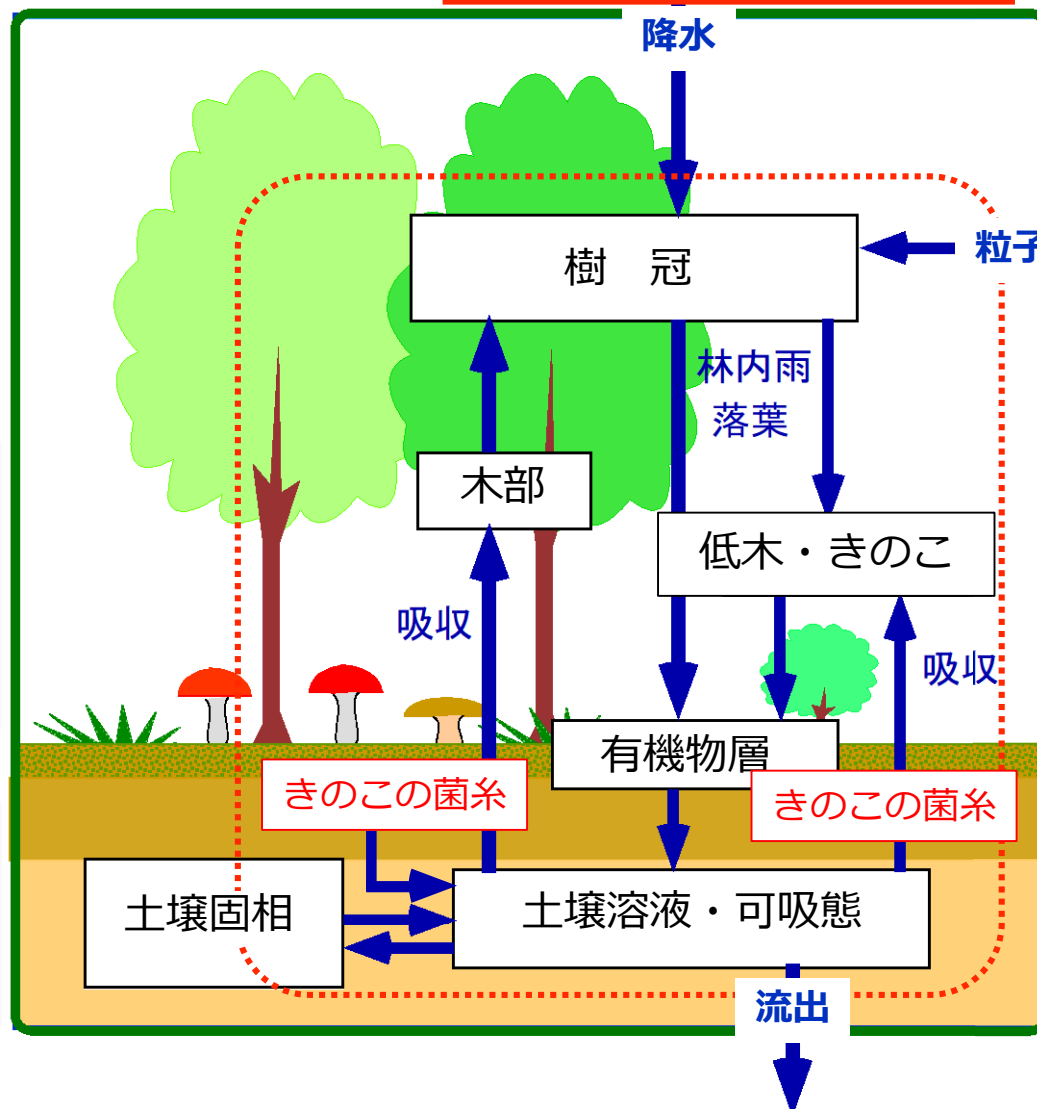 降水
樹　冠
粒子
林内雨
落葉
木部
低木・きのこ
吸収
吸収
有機物層
きのこの菌糸
きのこの菌糸
土壌固相
土壌溶液・可吸態
流出